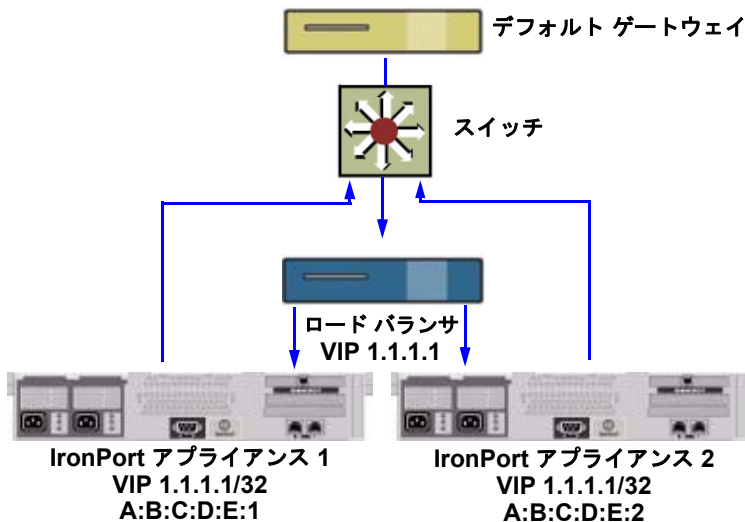 デフォルト ゲートウェイ
スイッチ
ロード バランサ
VIP 1.1.1.1
IronPort アプライアンス 1
VIP 1.1.1.1/32
A:B:C:D:E:1
IronPort アプライアンス 2
VIP 1.1.1.1/32
A:B:C:D:E:2